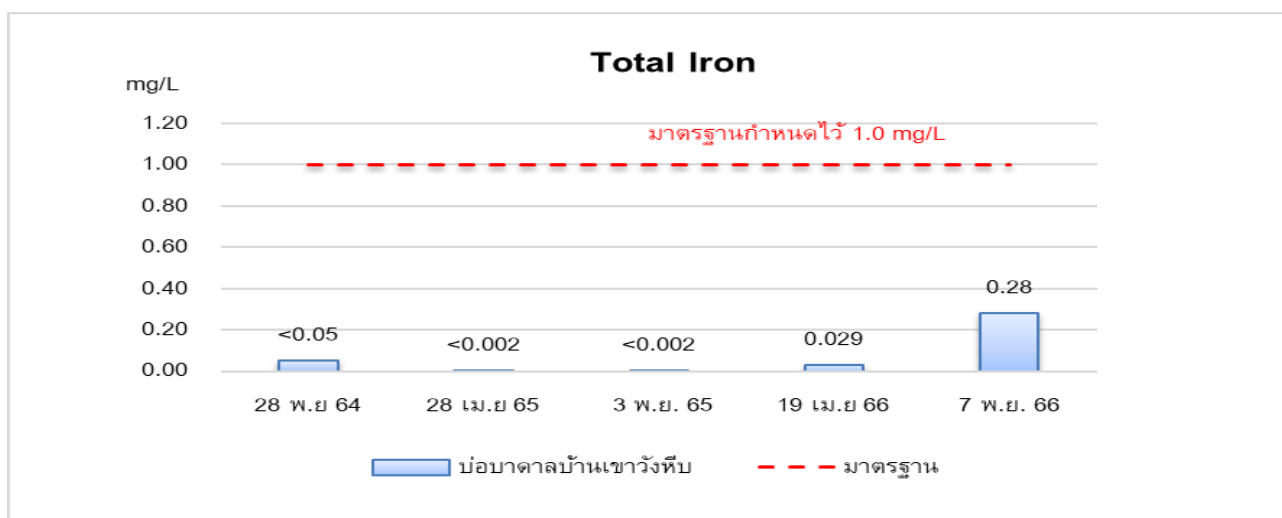 Total Iron
mg/L
มาตรฐานกำหนดไว้ 1.0 mg/L
1.20
1.00
0.80
0.60
0.40
0.20
0.00
<0.05
<0.002
<0.002
0.029
0.28
28 พ.ย 64
28 เม.ย 65
3 พ.ย. 65
19 เม.ย 66
7 พ.ย. 66
บ่อบาดาลบ้านเขาวังหีบ
มาตรฐาน